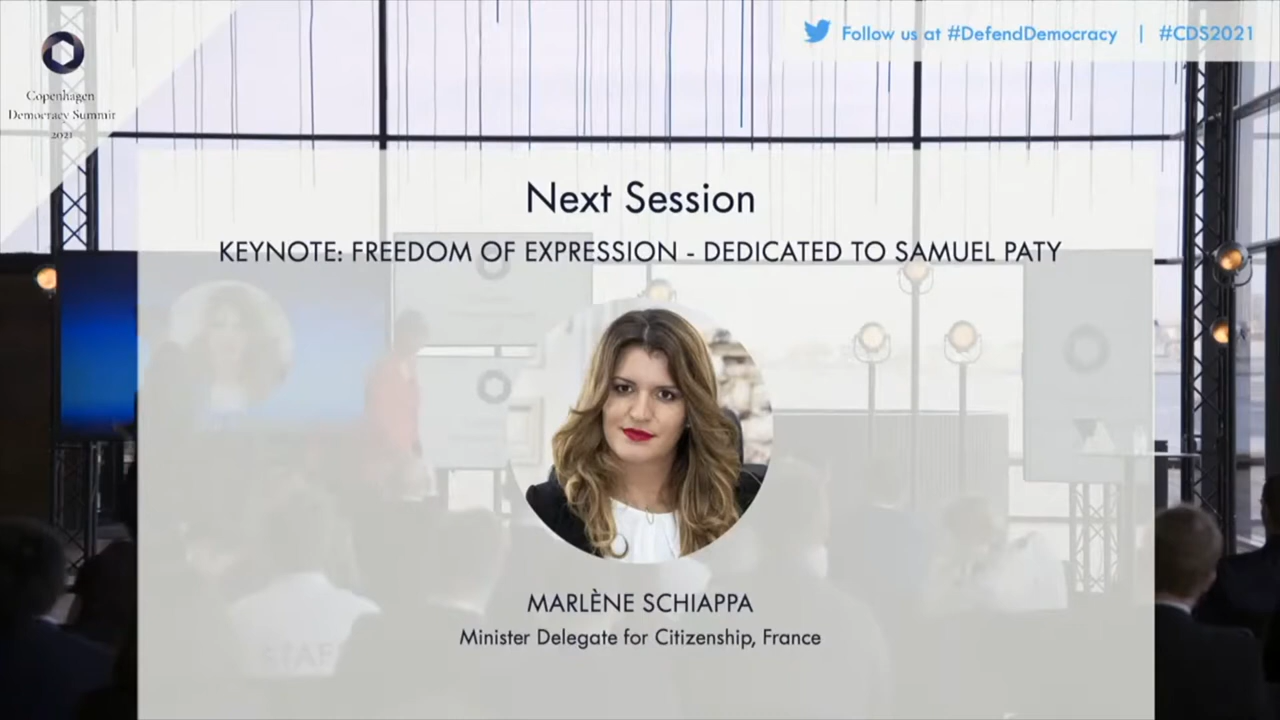 Follow us at #DefendDemocracy | #CDS2021
Copenhagen
Democracy Summit
2021
Next Session
KEYNOTE: FREEDOM OF EXPRESSION - DEDICATED TO SAMUEL PATY
MARLÈNE SCHIAPPA
Minister Delegate for Citizenship, France
STAFF